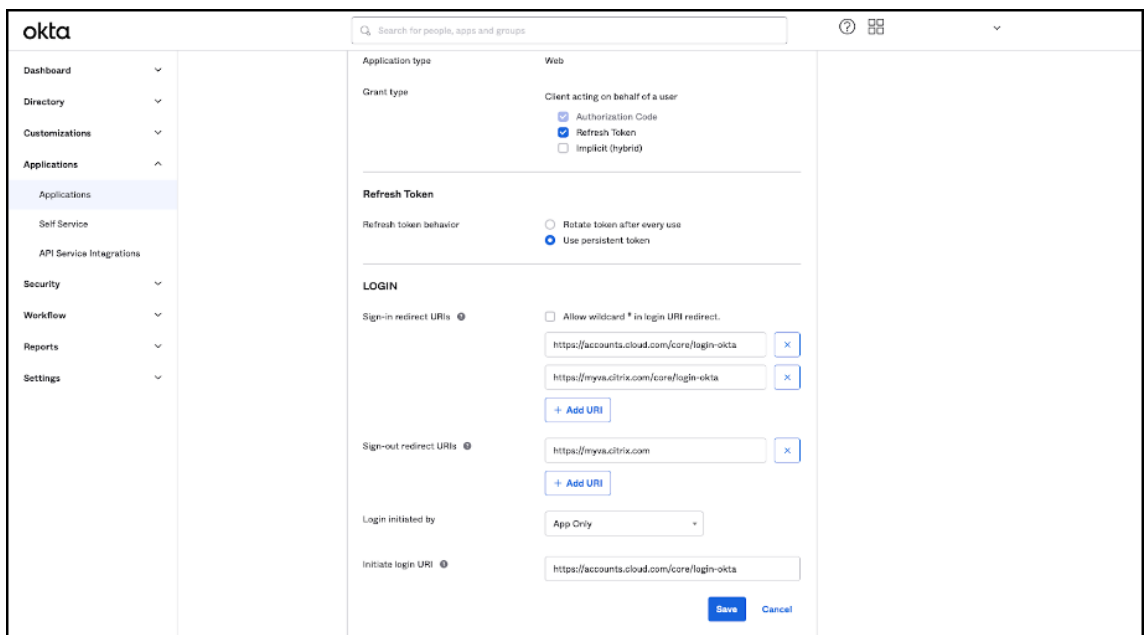 okta
Search for people, apps and groups
Dashboard
Directory
Customizations
Applications
Applications
Self Service
API Service Integrations
Security
Workflow
Reports
Settings
Application type Web
Grant type Client acting on behalf of a user
Authorization Code
Refresh Token
Implicit (hybrid)
Refresh Token
Refresh token behavior Rotate token after every use
Use persistent token
LOGIN
Sign-in redirect URIs Allow wildcard * in login URI redirect.
https://accounts.cloud.com/core/login-okta
https://myva.citrix.com/core/login-okta
+ Add URI
Sign-out redirect URIs https://myva.citrix.com
+ Add URI
Login initiated by App Only
Initiate login URI https://accounts.cloud.com/core/login-okta
Save Cancel